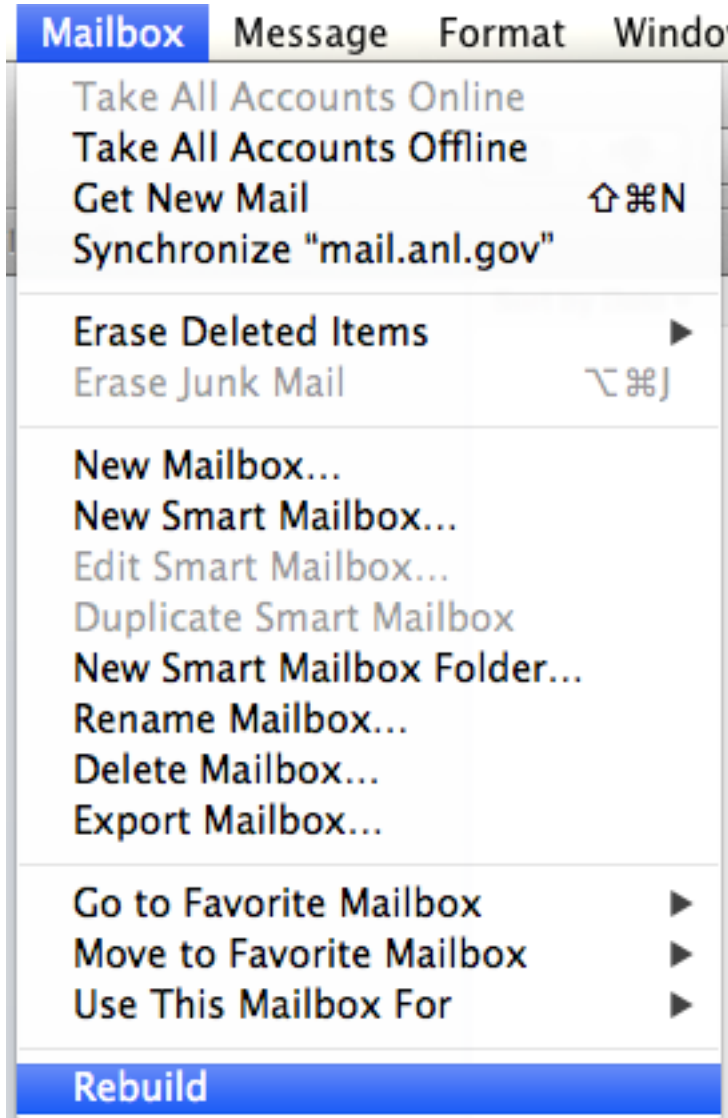 Mailbox Message Format Windo
Take All Accounts Online
Take All Accounts Offline
Get New Mail ⇧⌘N
Synchronize "mail.anl.gov"
Erase Deleted Items ▶
Erase Junk Mail ⌥⌘J
New Mailbox...
New Smart Mailbox...
Edit Smart Mailbox...
Duplicate Smart Mailbox
New Smart Mailbox Folder...
Rename Mailbox...
Delete Mailbox...
Export Mailbox...
Go to Favorite Mailbox ▶
Move to Favorite Mailbox ▶
Use This Mailbox For ▶
Rebuild